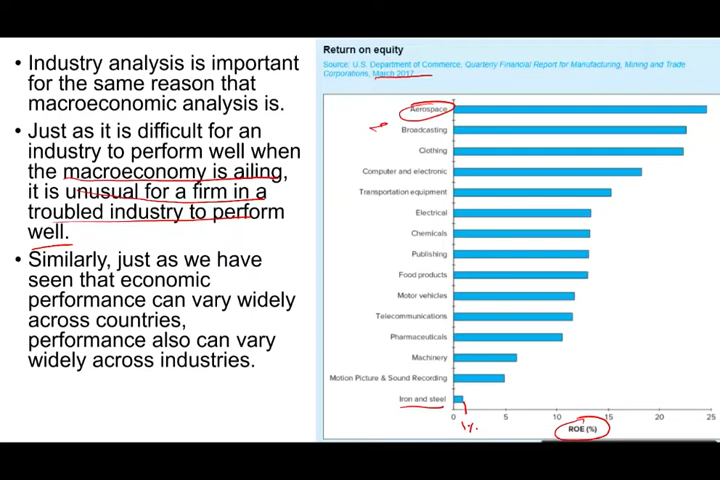 • Industry analysis is important
for the same reason that
macroeconomic analysis is.
• Just as it is difficult for an
industry to perform well when
the macroeconomy is ailing,
it is unusual for a firm in a
troubled industry to perform
well.
• Similarly, just as we have
seen that economic
performance can vary widely
across countries,
performance also can vary
widely across industries.
Return on equity
Source: U.S. Department of Commerce, Quarterly Financial Report for Manufacturing, Mining and Trade
Corporations, March 2017.
Aerospace
Broadcasting
Clothing
Computer and electronic
Transportation equipment
Electrical
Chemicals
Publishing
Food products
Motor vehicles
Telecommunications
Pharmaceuticals
Machinery
Motion Picture & Sound Recording
Iron and steel
0 5 10 15 20 25
1%.
ROE (%)